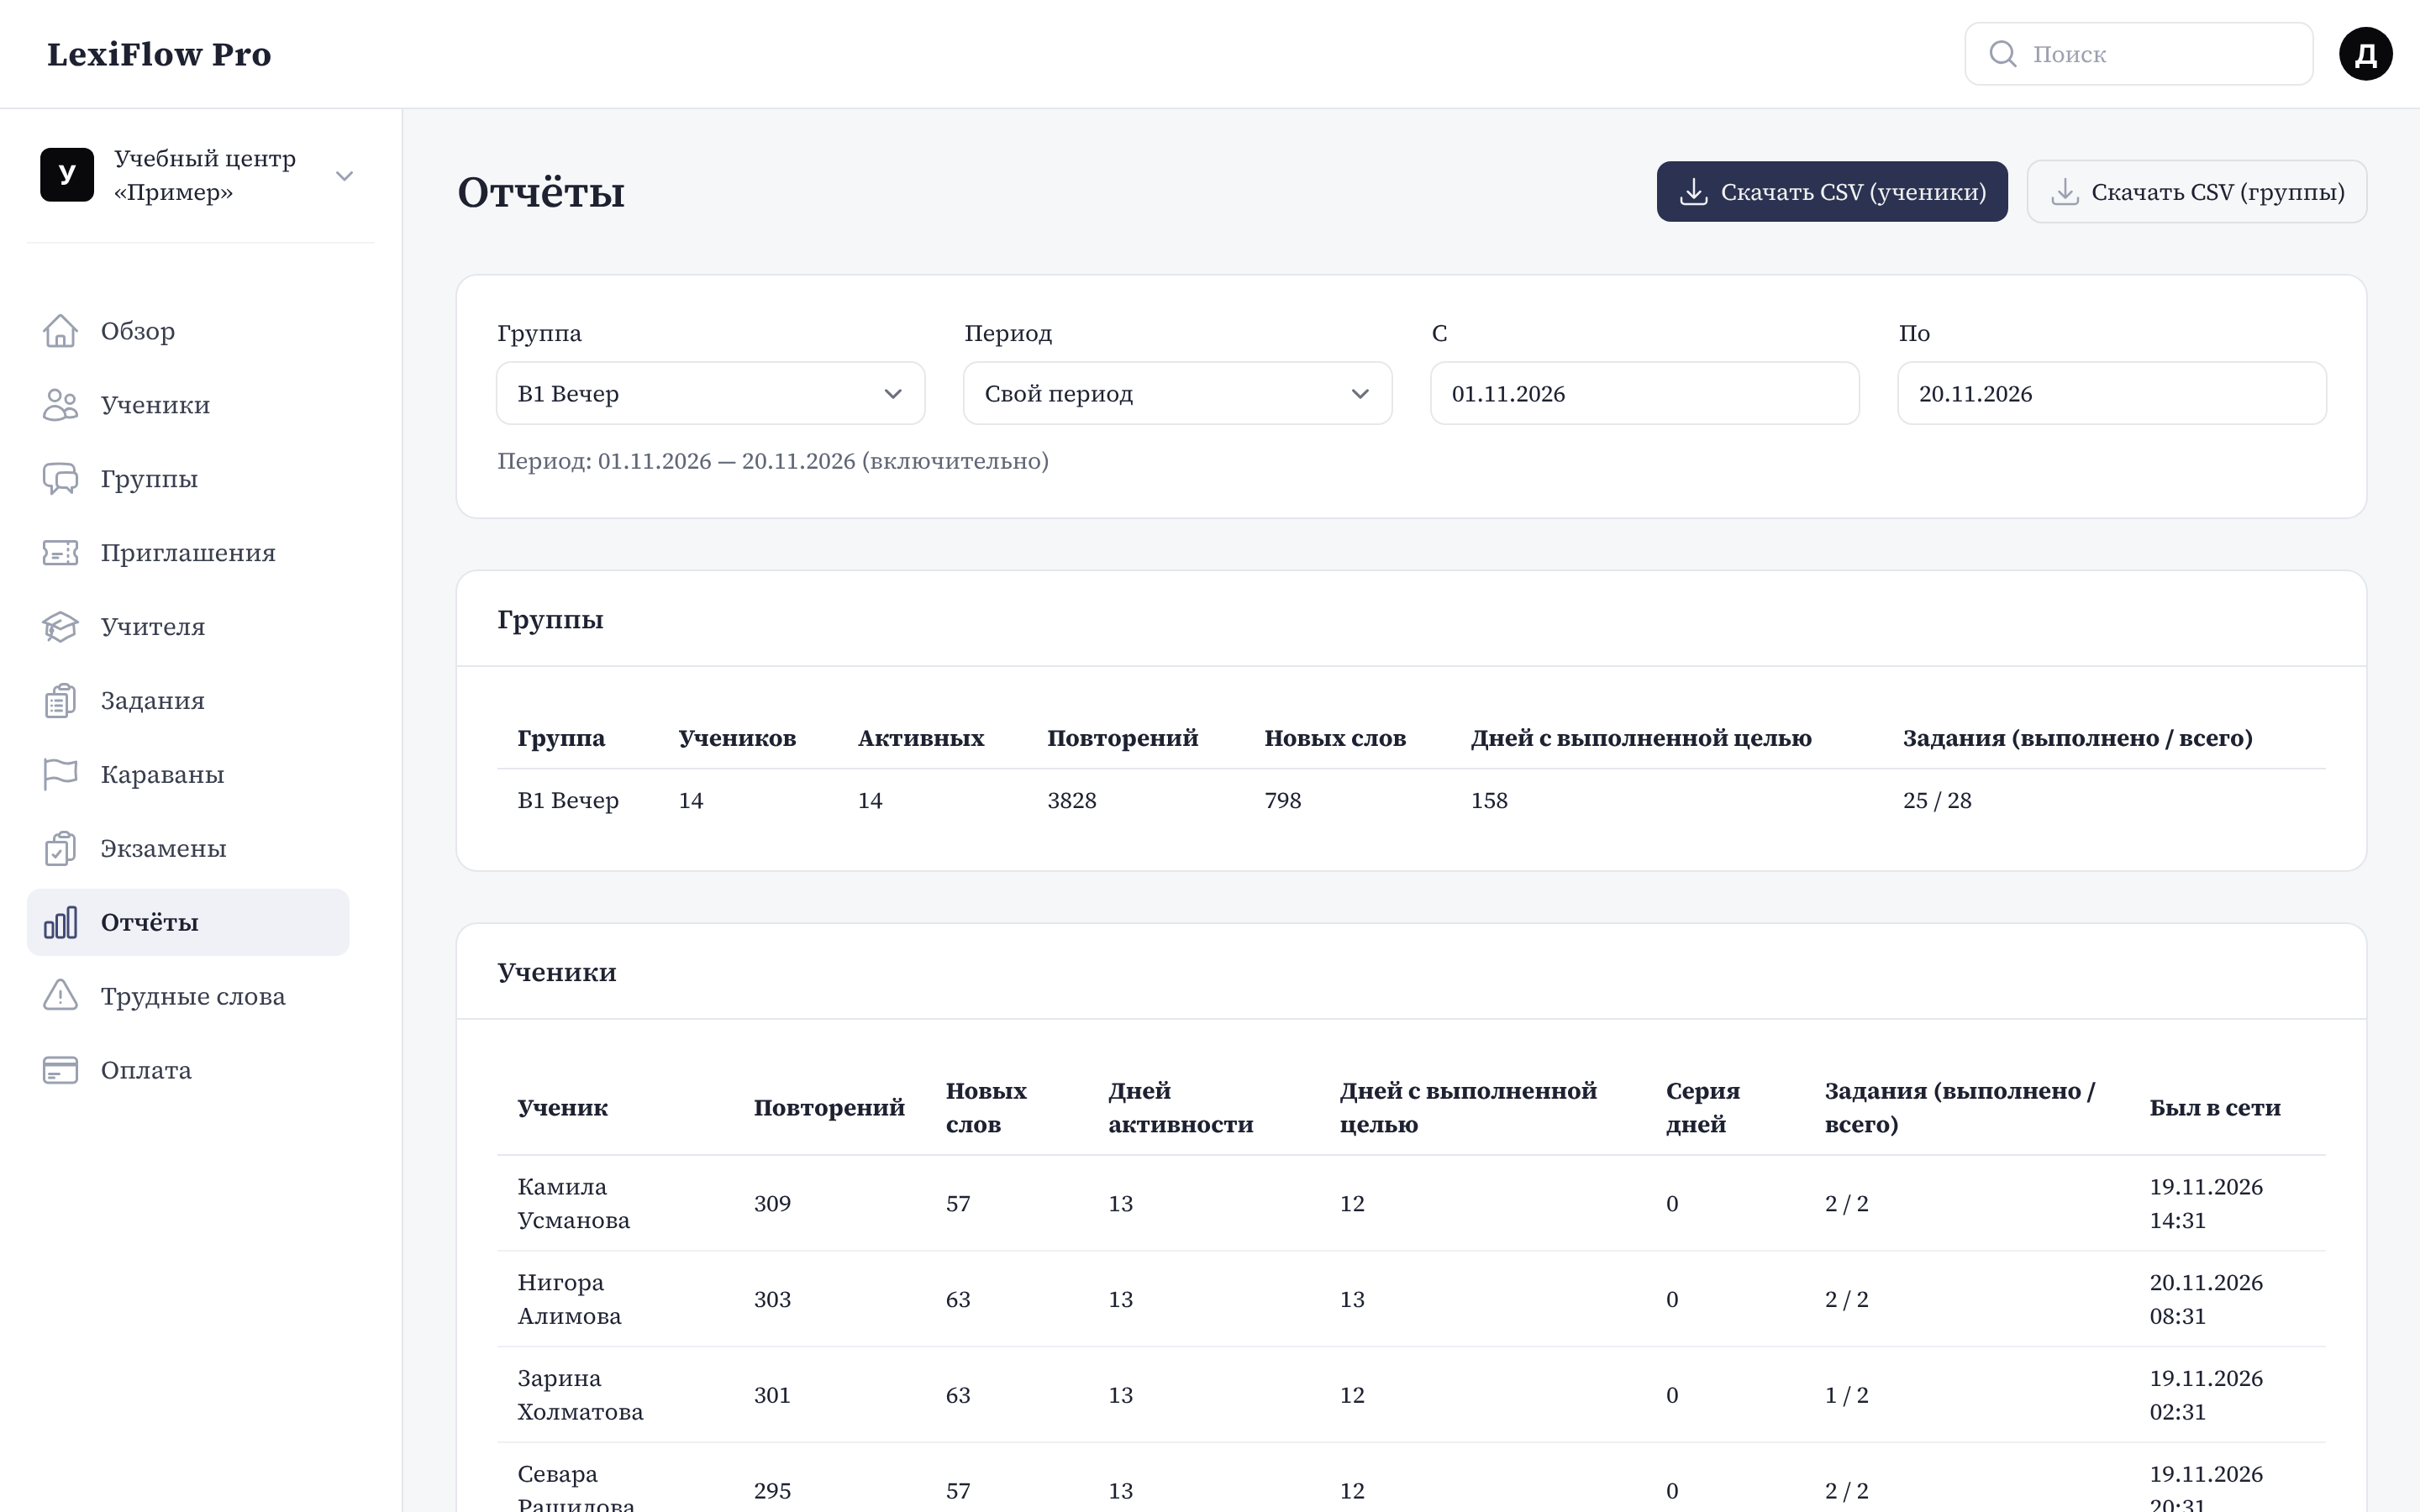 LexiFlow Pro
Поиск
Д
У
Учебный центр
«Пример»
Обзор
Ученики
Группы
Приглашения
Учителя
Задания
Караваны
Экзамены
Отчёты
Трудные слова
Оплата
Отчёты
Скачать CSV (ученики)
Скачать CSV (группы)
Группа
Период
С
По
B1 Вечер
Свой период
01.11.2026
20.11.2026
Период: 01.11.2026 — 20.11.2026 (включительно)
Группы
Группа Учеников Активных Повторений Новых слов Дней с выполненной целью Задания (выполнено / всего)
B1 Вечер 14 14 3828 798 158 25 / 28
Ученики
Ученик
Повторений
Новых
слов
Дней
активности
Дней с выполненной
целью
Серия
дней
Задания (выполнено /
всего)
Был в сети
Камила
Усманова
309 57 13 12 0 2 / 2
19.11.2026
14:31
Нигора
Алимова
303 63 13 13 0 2 / 2
20.11.2026
08:31
Зарина
Холматова
301 63 13 12 0 1 / 2
19.11.2026
02:31
Севара
Рашидова
295 57 13 12 0 2 / 2
19.11.2026
20:31